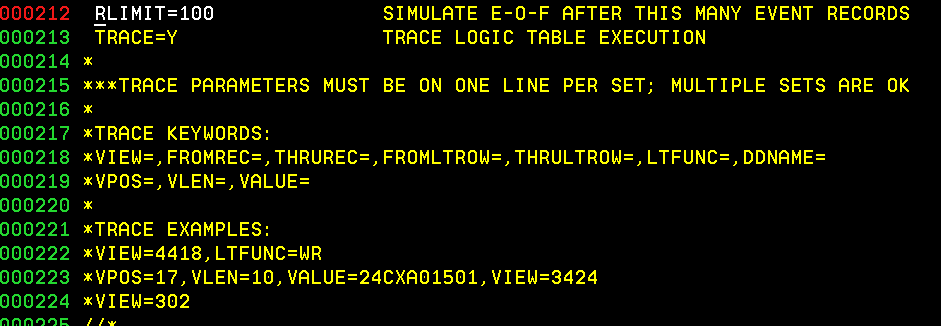 000212  RLIMIT=100              SIMULATE E-O-F AFTER THIS MANY EVENT RECORDS
000213  TRACE=Y                 TRACE LOGIC TABLE EXECUTION
000214 *
000215 ***TRACE PARAMETERS MUST BE ON ONE LINE PER SET; MULTIPLE SETS ARE OK
000216 *
000217 *TRACE KEYWORDS:
000218 *VIEW=,FROMREC=,THRUREC=,FROMLTROW=,THRULTROW=,LTFUNC=,DDNAME=
000219 *VPOS=,VLEN=,VALUE=
000220 *
000221 *TRACE EXAMPLES:
000222 *VIEW=4418,LTFUNC=WR
000223 *VPOS=17,VLEN=10,VALUE=24CXA01501,VIEW=3424
000224 *VIEW=302
000225 //*